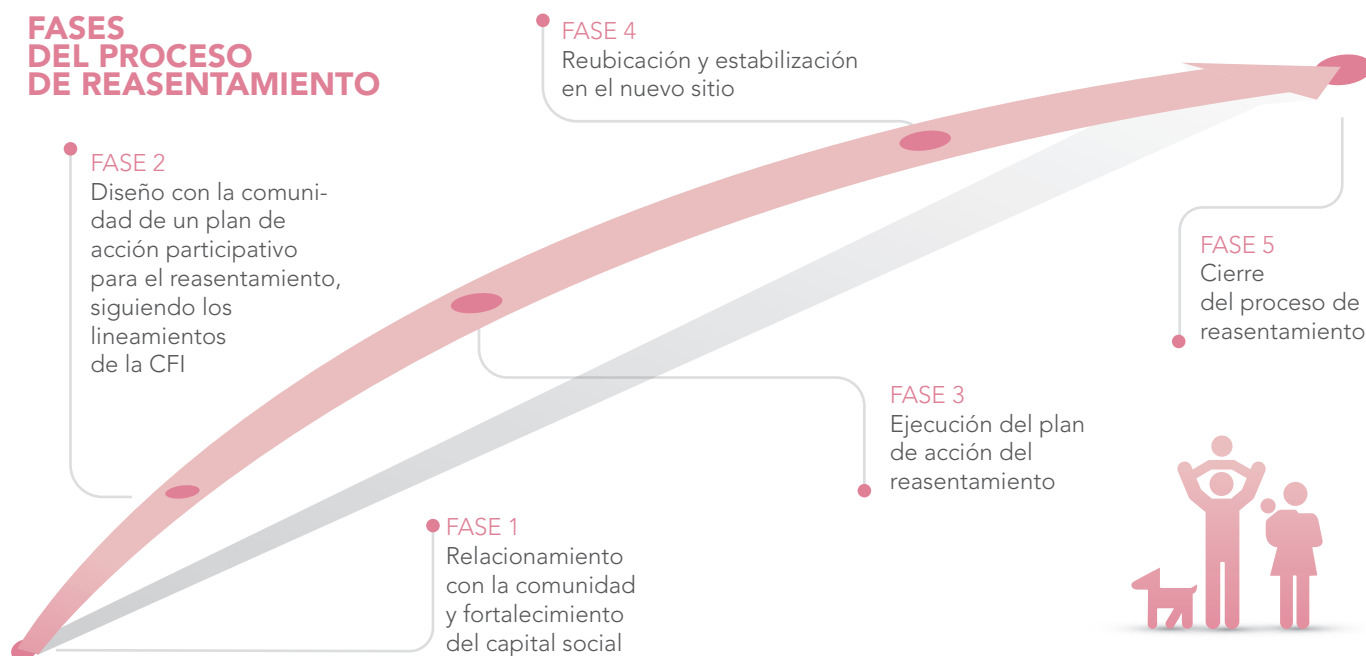 FASES
DEL PROCESO
DE REASENTAMIENTO
FASE 4
Reubicación y estabilización
en el nuevo sitio
FASE 2
Diseño con la comuni-
dad de un plan de
acción participativo
para el reasentamiento,
siguiendo los
lineamientos
de la CFI
FASE 5
Cierre
del proceso de
reasentamiento
FASE 3
Ejecución del plan
de acción del
reasentamiento
FASE 1
Relacionamiento
con la comunidad
y fortalecimiento
del capital social